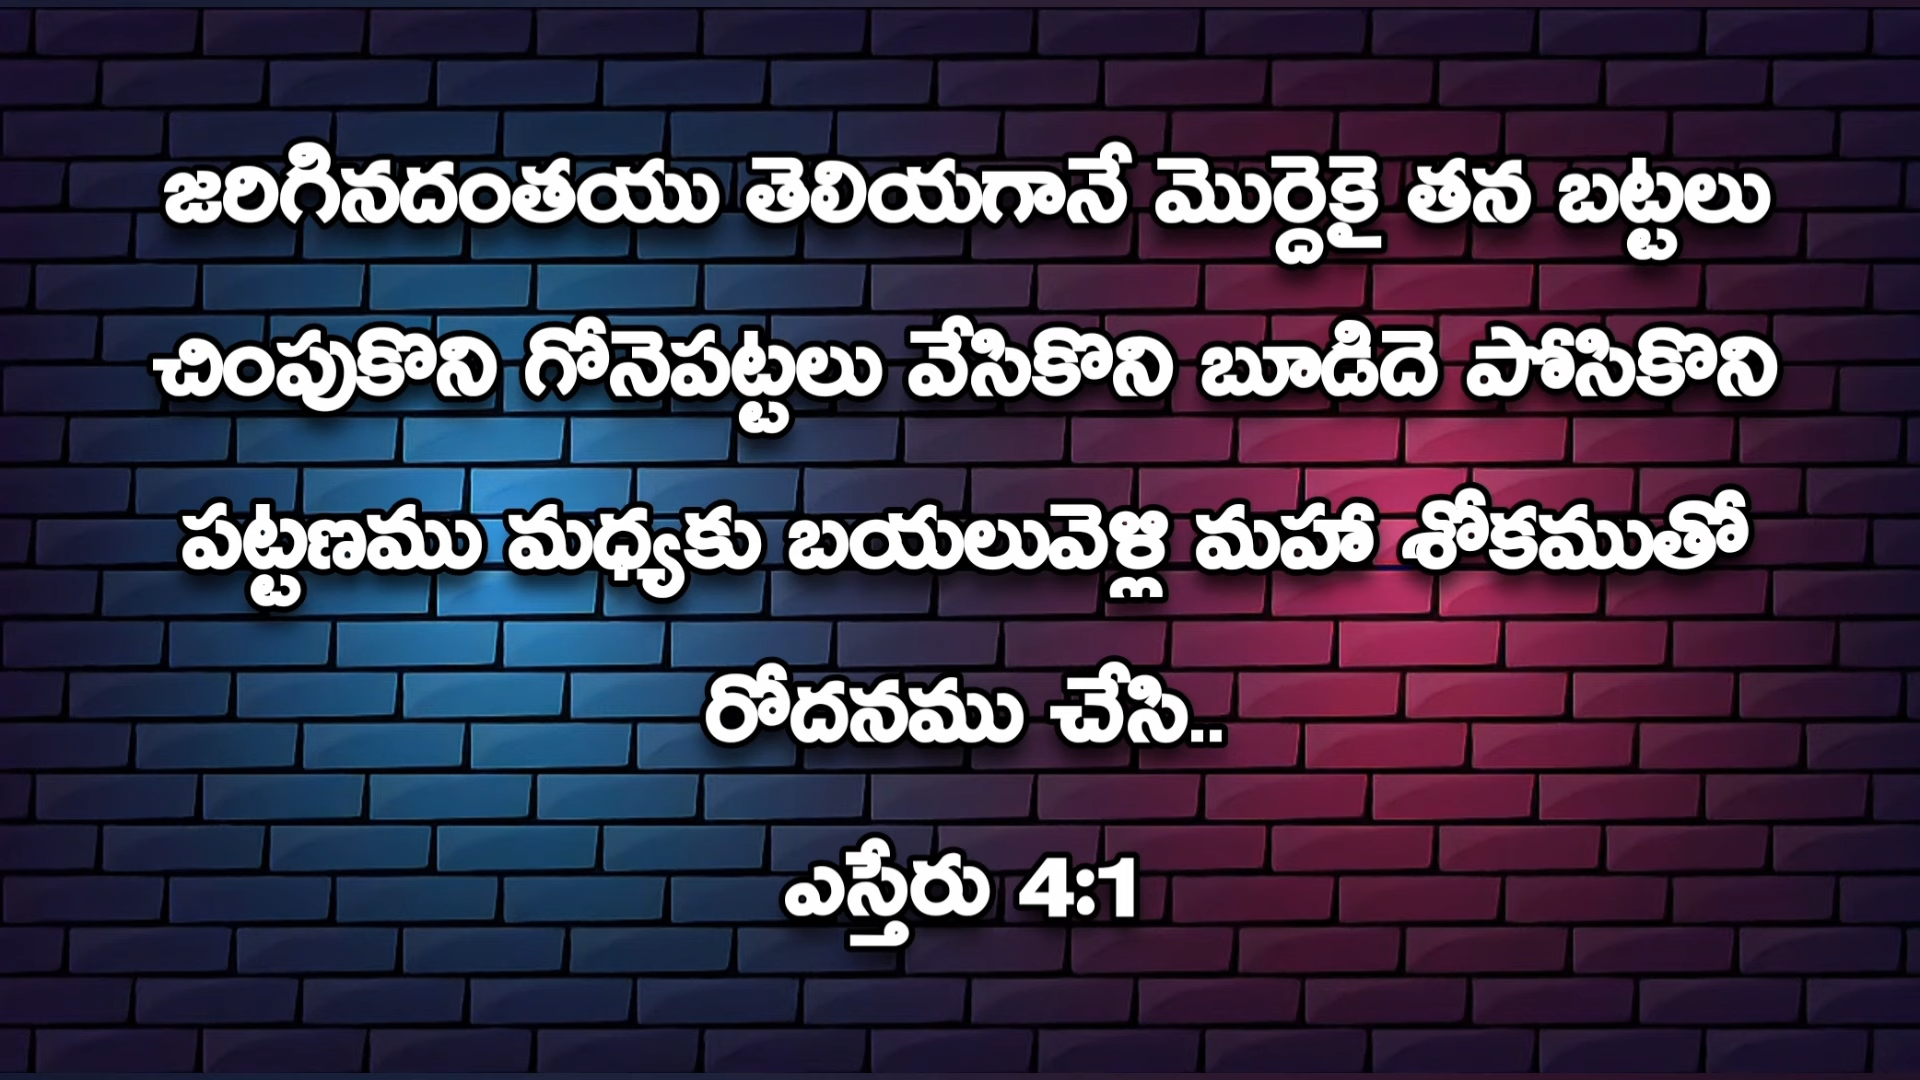 జరిగినదంతయు తెలియగానే మొర్దెకై తన బట్టలు
చింపుకొని గోనెపట్టలు వేసికొని బూడిదె పోసికొని
పట్టణము మధ్యకు బయలువెళ్లి మహా శోకముతో
రోదనము చేసి..
ఎస్తేరు 4:1